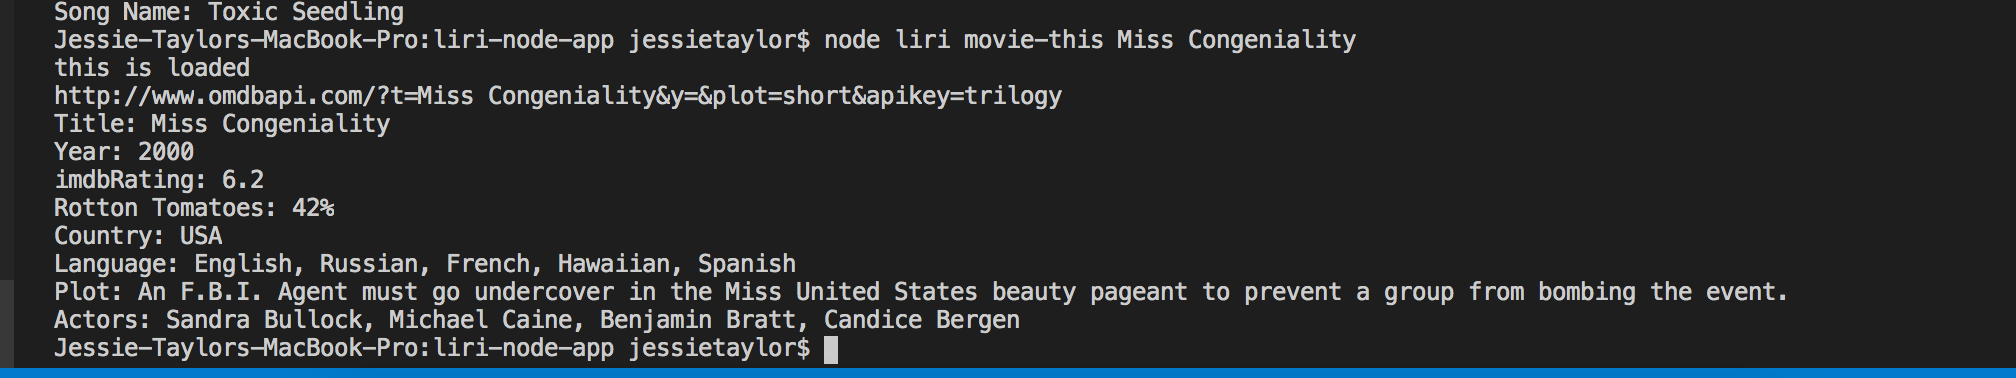 Song Name: Toxic Seedling
Jessie-Taylors-MacBook-Pro:liri-node-app jessietaylor$ node liri movie-this Miss Congeniality
this is loaded
http://www.omdbapi.com/?t=Miss Congeniality&y=&plot=short&apikey=trilogy
Title: Miss Congeniality
Year: 2000
imdbRating: 6.2
Rotton Tomatoes: 42%
Country: USA
Language: English, Russian, French, Hawaiian, Spanish
Plot: An F.B.I. Agent must go undercover in the Miss United States beauty pageant to prevent a group from bombing the event.
Actors: Sandra Bullock, Michael Caine, Benjamin Bratt, Candice Bergen
Jessie-Taylors-MacBook-Pro:liri-node-app jessietaylor$